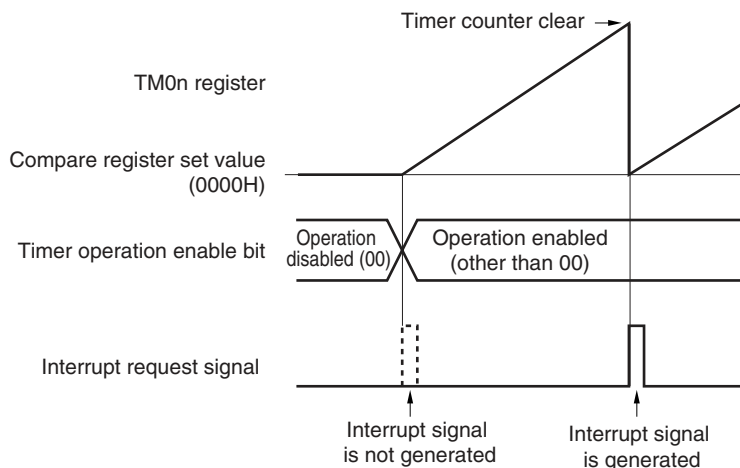 Timer counter clear
TM0n register
Compare register set value
(0000H)
Timer operation enable bit
Operation
disabled (00)
Operation enabled
(other than 00)
Interrupt request signal
Interrupt signal
is not generated
Interrupt signal
is generated